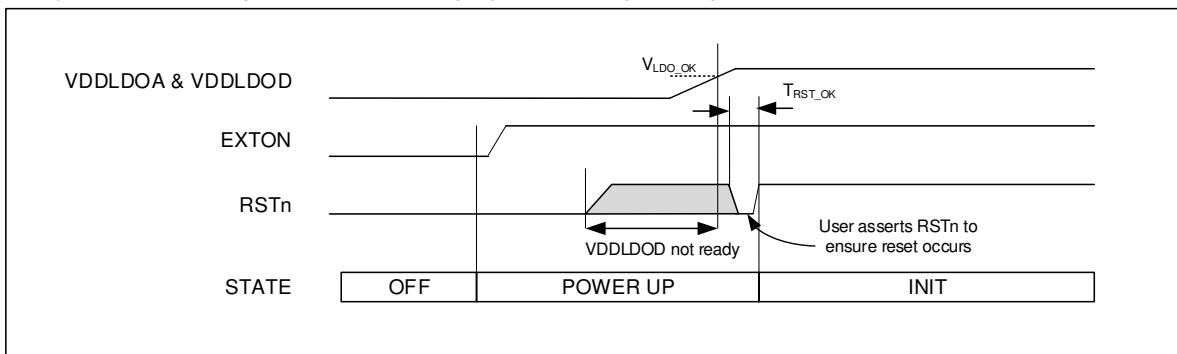 VDDLDOA & VDDLDOD
VLDO_OK
TRST_OK
EXTON
RSTn
VDDLDOD not ready
User asserts RSTn to
ensure reset occurs
STATE
OFF
POWER UP
INIT